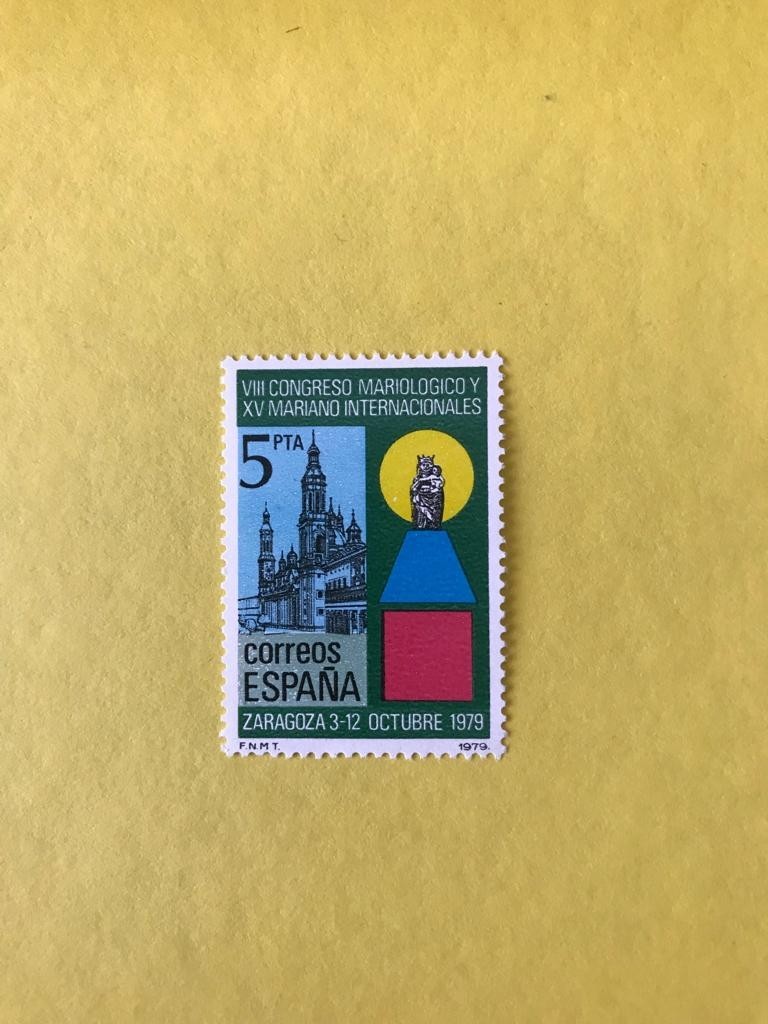 VIII CONGRESO MARIOLOGICO Y
XV MARIANO INTERNACIONALES
5 PTA
correos
ESPAÑA
ZARAGOZA 3-12 OCTUBRE 1979
F.N.M.T. 1979.